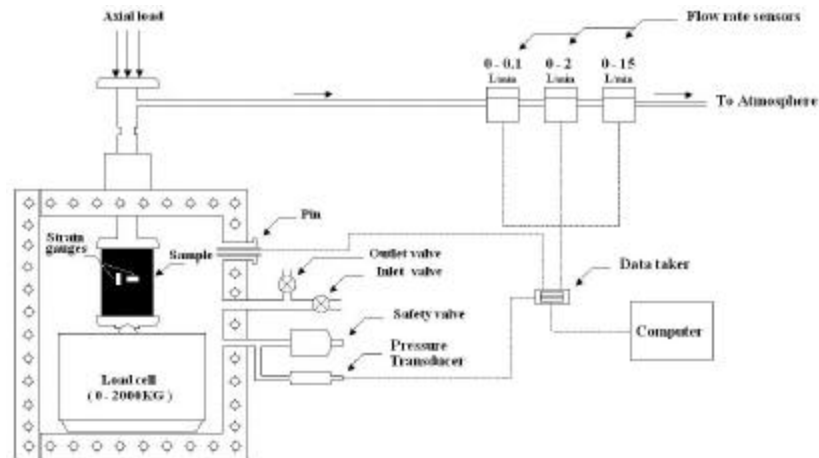 Axial load
Flow rate sensors
0 - 0.1
L/min
0 - 2
L/min
0 - 15
L/min
To Atmosphere
Pin
Strain
gauges
Sample
Outlet valve
Inlet valve
Data taker
Safety valve
Computer
Pressure
Transducer
Load cell
( 0 - 2000KG )